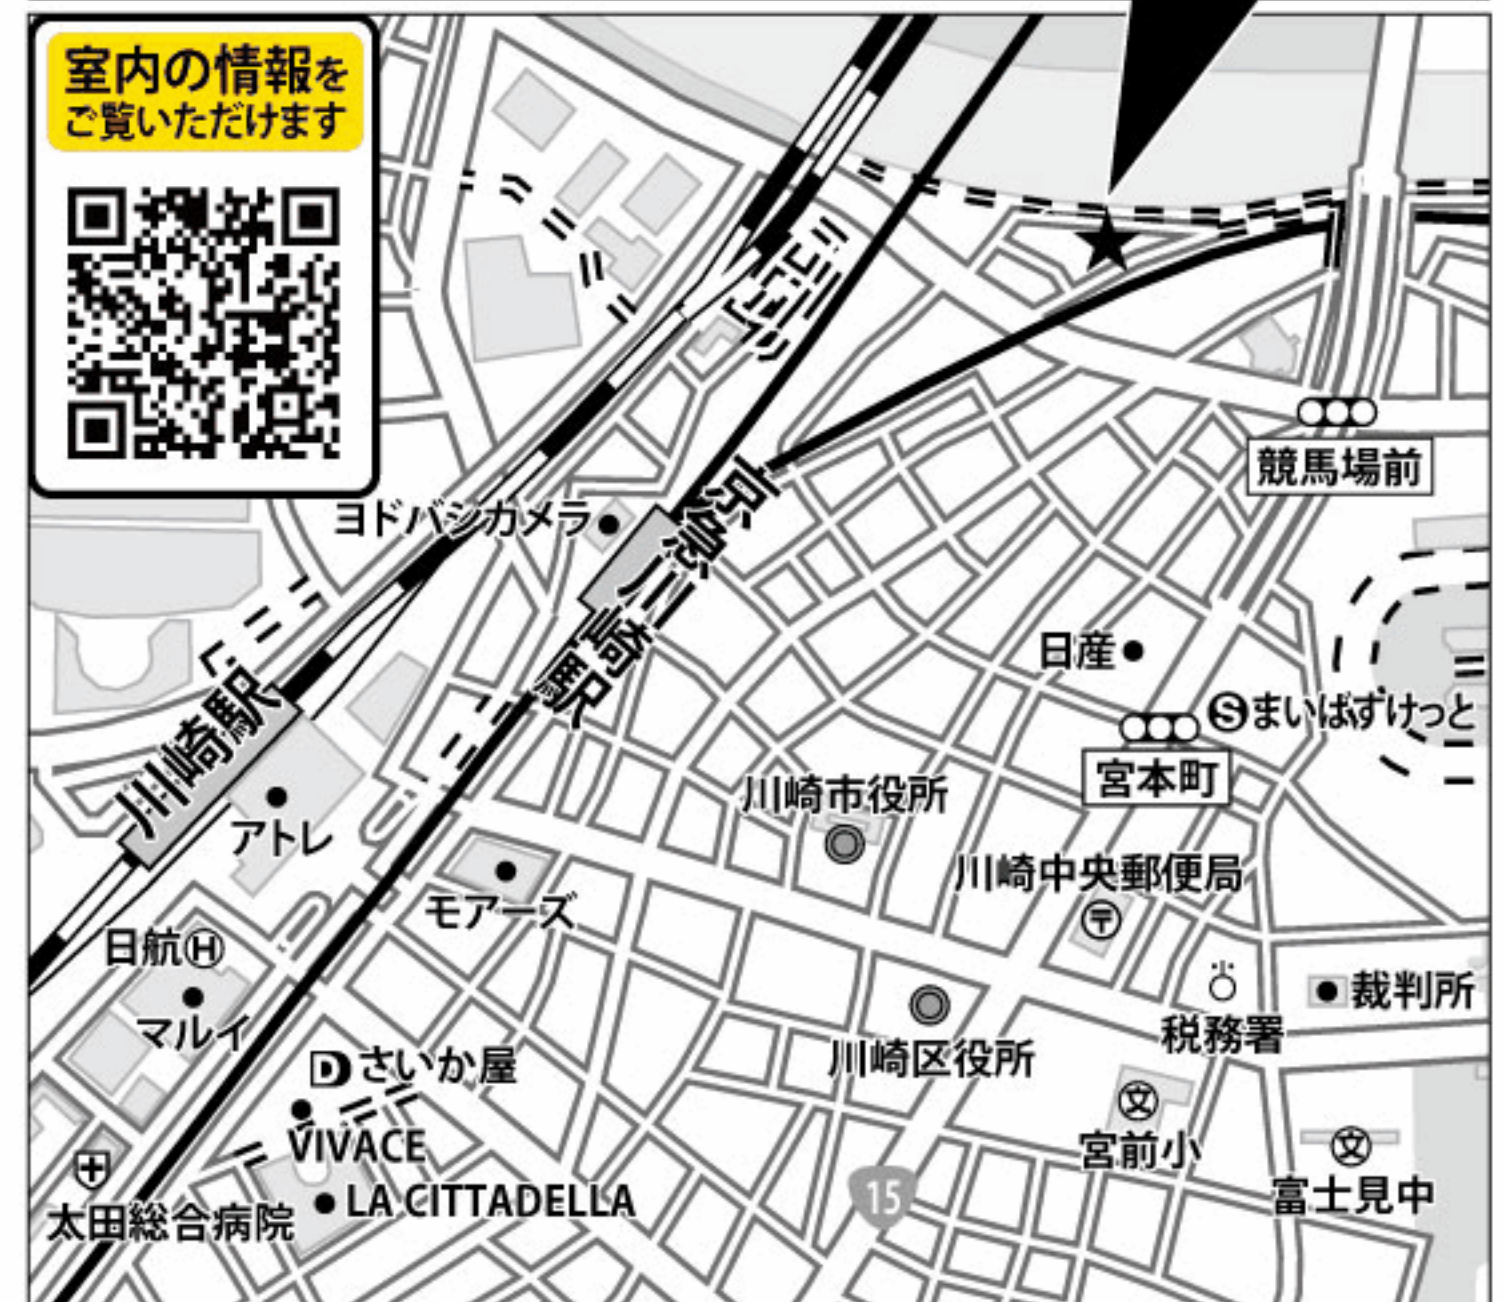 室内の情報を
ご覧いただけます
競馬場前
ヨドバシカメラ
京急川崎駅
日産
Sまいばすけっと
川崎駅
宮本町
川崎市役所
アトレ
川崎中央郵便局
〒
モアーズ
日航H
裁判所
マルイ
税務署
川崎区役所
Dさいか屋
文
宮前小
VIVACE
文
富士見中
15
LA CITTADELLA
太田総合病院